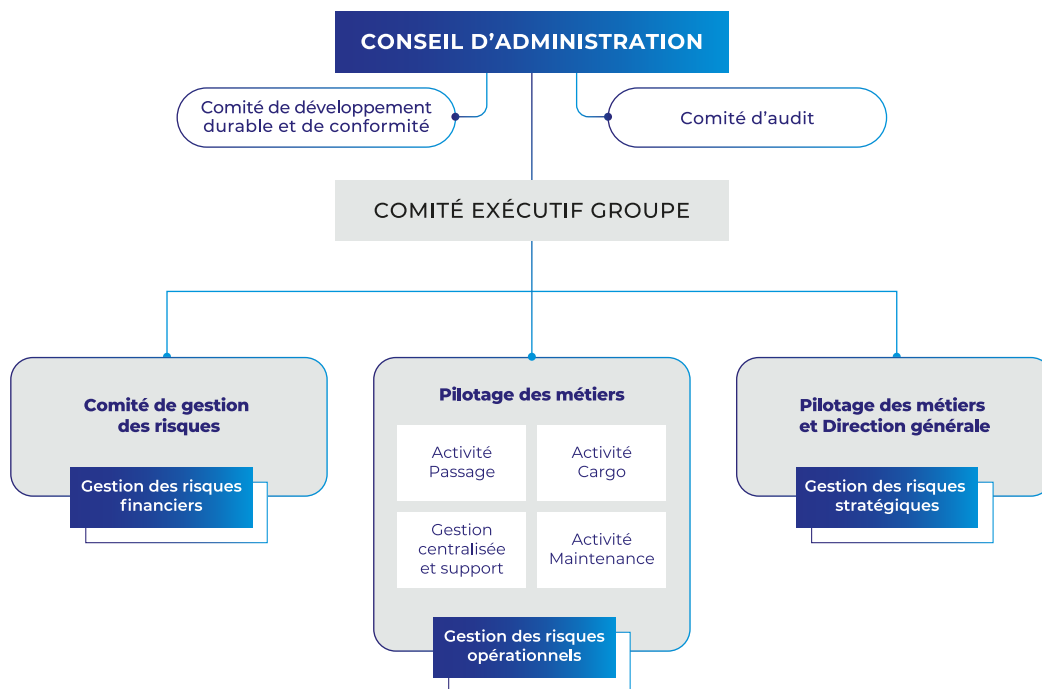 CONSEIL D’ADMINISTRATION
Comité de développement
durable et de conformité
Comité d’audit
COMITÉ EXÉCUTIF GROUPE
Comité de gestion
des risques
Gestion des risques
financiers
Pilotage des métiers
Activité
Passage
Activité
Cargo
Gestion
centralisée
et support
Activité
Maintenance
Gestion des risques
opérationnels
Pilotage des métiers
et Direction générale
Gestion des risques
stratégiques